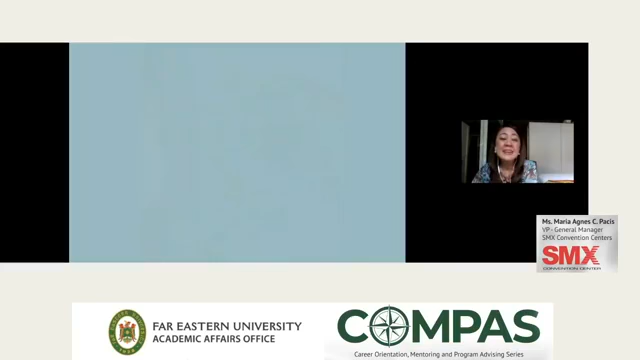 Ms. Maria Agnes C. Pacis
VP - General Manager
SMX Convention Centers
SMX
CONVENTION CENTER
FAR EASTERN UNIVERSITY
ACADEMIC AFFAIRS OFFICE
COMPAS
Career Orientation, Mentoring and Program Advising Series